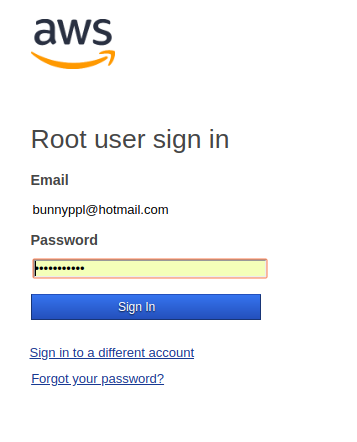 aws
Root user sign in
Email
bunnyppl@hotmail.com
Password
•••••••••••
Sign In
Sign in to a different account
Forgot your password?